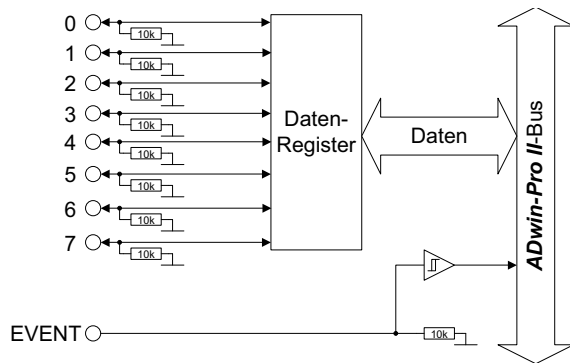 0
10k
1
10k
2
10k
3
10k
4
10k
5
10k
6
10k
7
10k
Daten-
Register
Daten
ADwin-Pro II-Bus
EVENT
10k